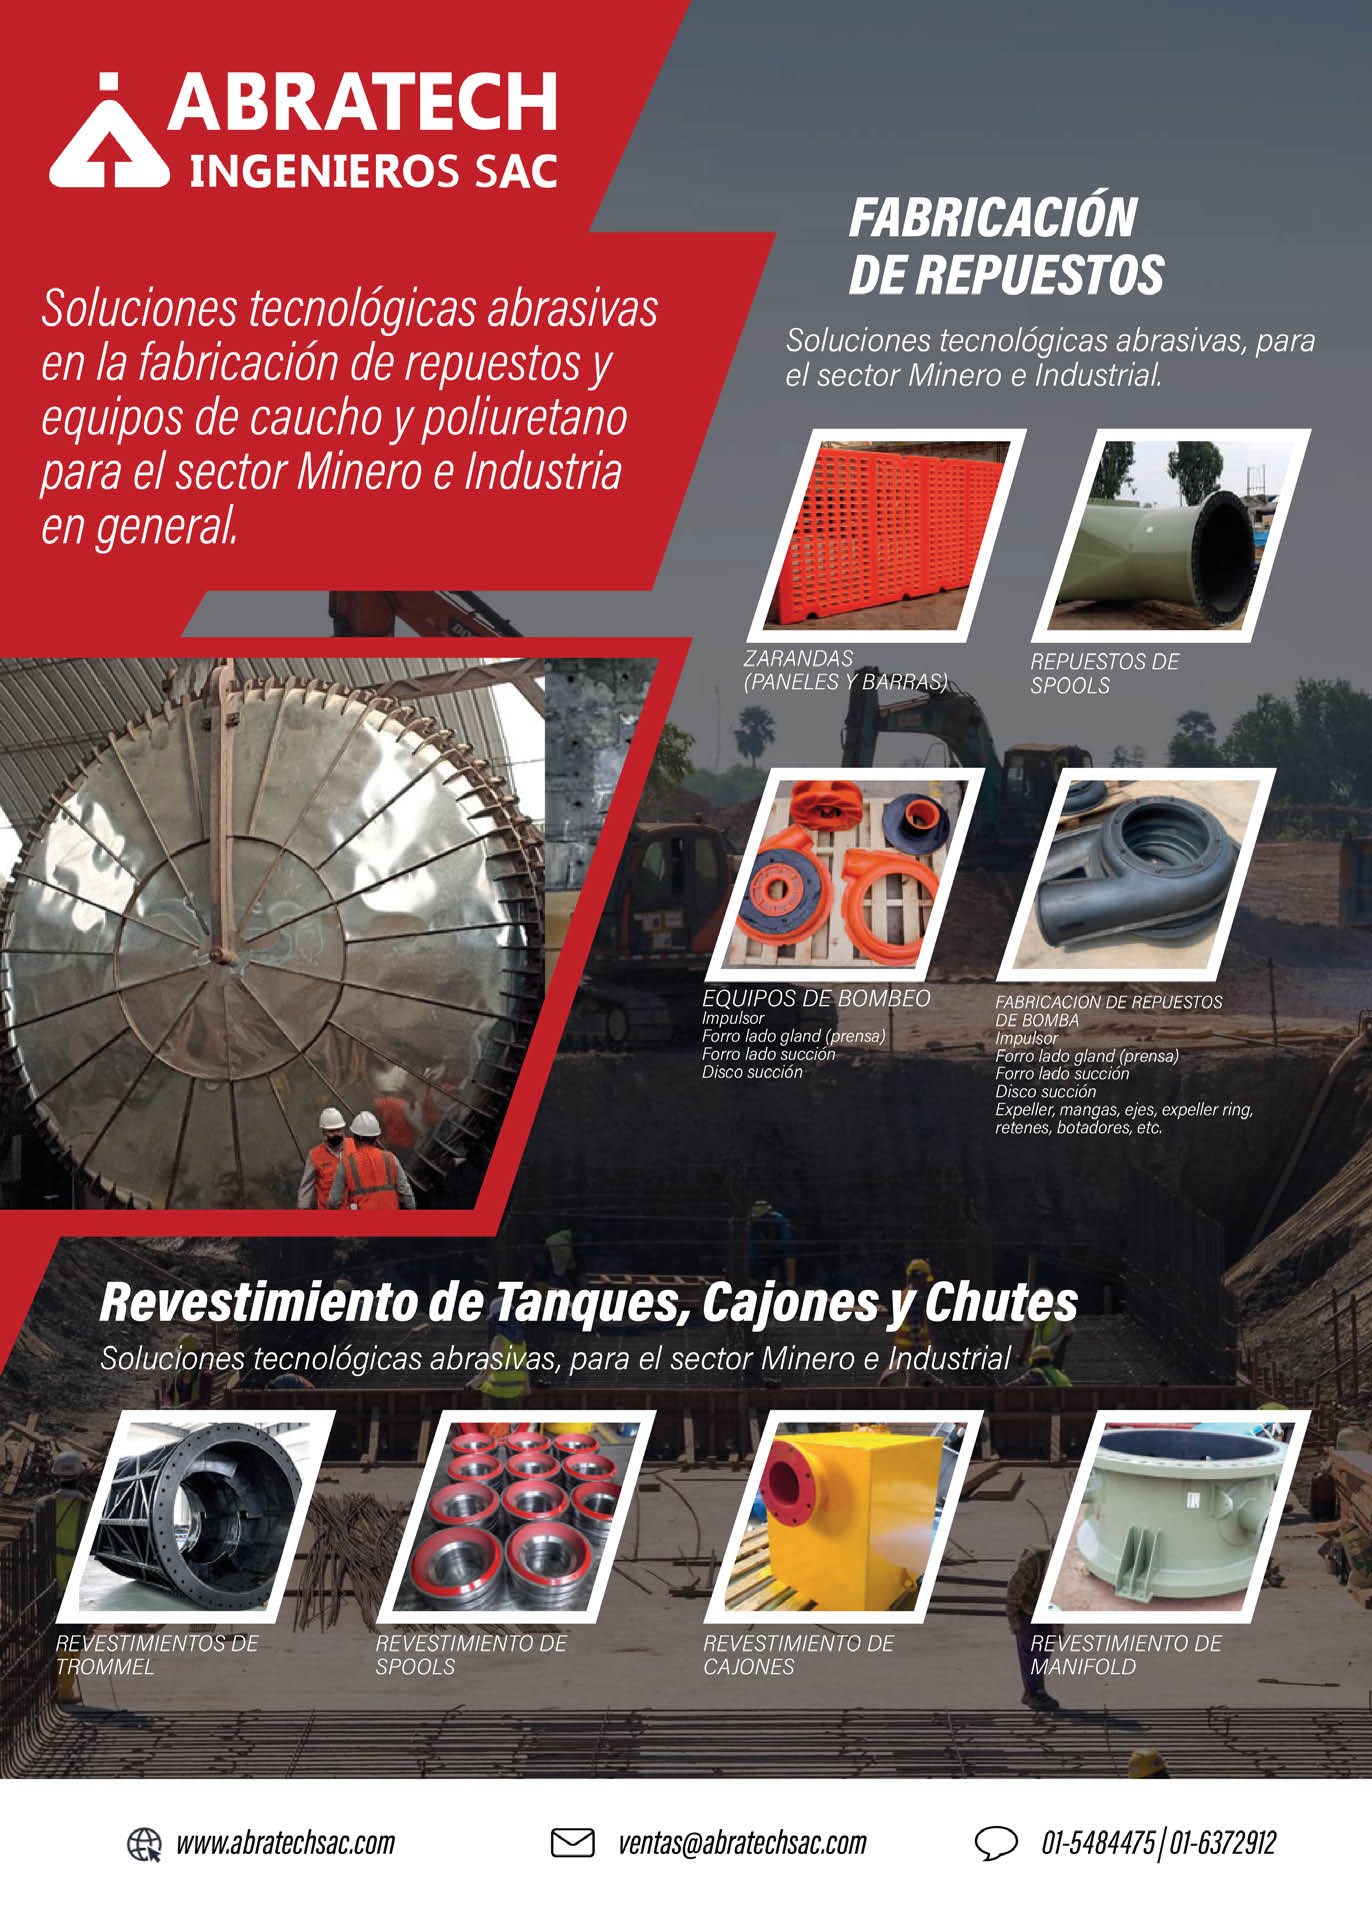 ABRATECH
INGENIEROS SAC
Soluciones tecnológicas abrasivas
en la fabricación de repuestos y
equipos de caucho y poliuretano
para el sector Minero e Industria
en general.
FABRICACIÓN
DE REPUESTOS
Soluciones tecnológicas abrasivas, para
el sector Minero e Industrial.
ZARANDAS
(PANELES Y BARRAS)
REPUESTOS DE
SPOOLS
EQUIPOS DE BOMBEO
Impulsor
Forro lado gland (prensa)
Forro lado succión
Disco succión
FABRICACION DE REPUESTOS
DE BOMBA
Impulsor
Forro lado gland (prensa)
Forro lado succión
Disco succión
Expeller, mangas, ejes, expeller ring,
retenes, botadores, etc.
Revestimiento de Tanques, Cajones y Chutes
Soluciones tecnológicas abrasivas, para el sector Minero e Industrial
REVESTIMIENTOS DE
TROMMEL
REVESTIMIENTO DE
SPOOLS
REVESTIMIENTO DE
CAJONES
REVESTIMIENTO DE
MANIFOLD
www.abratechsac.com
ventas@abratechsac.com
01-5484475|01-6372912